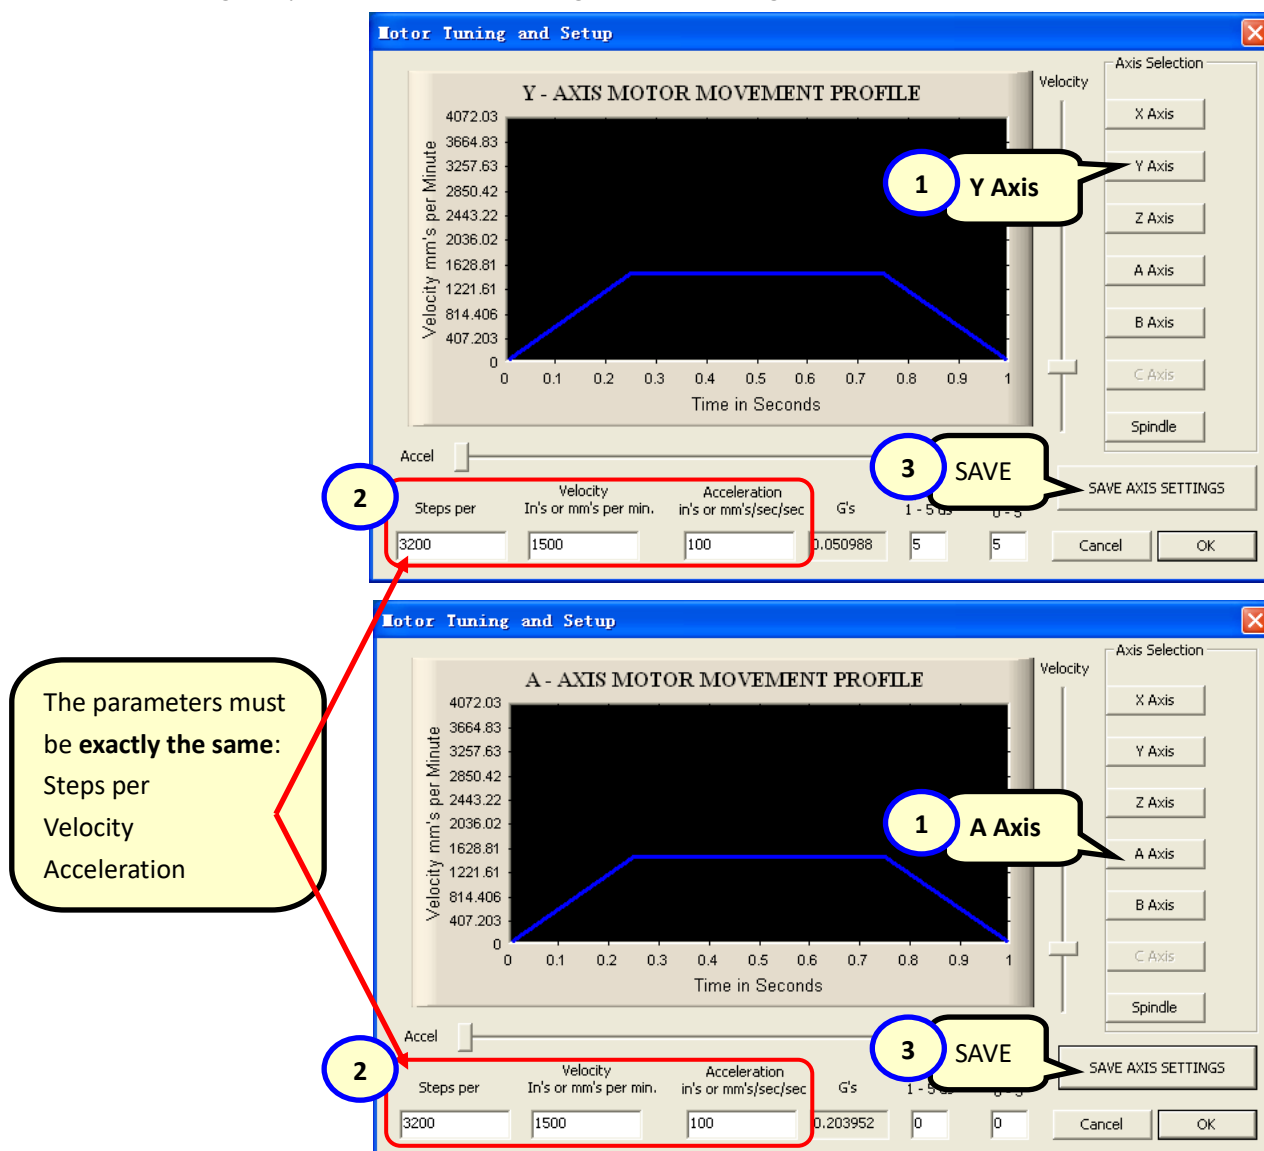 Motor Tuning and Setup
Axis Selection
Velocity
Y - AXIS MOTOR MOVEMENT PROFILE
X Axis
Y Axis
Z Axis
A Axis
B Axis
C Axis
Spindle
1
Y Axis
Velocity mm's per Minute
4072.03
3664.83
3257.63
2850.42
2443.22
2036.02
1628.81
1221.61
814.406
407.203
0
0 0.1 0.2 0.3 0.4 0.5 0.6 0.7 0.8 0.9 1
Time in Seconds
Accel
3
SAVE
SAVE AXIS SETTINGS
2
Steps per
Velocity
In's or mm's per min.
Acceleration
in's or mm's/sec/sec
G's
3200
1500
100
0.050988
5
5
Cancel
OK
Motor Tuning and Setup
Axis Selection
Velocity
A - AXIS MOTOR MOVEMENT PROFILE
X Axis
Y Axis
Z Axis
A Axis
B Axis
C Axis
Spindle
1
A Axis
Velocity mm's per Minute
4072.03
3664.83
3257.63
2850.42
2443.22
2036.02
1628.81
1221.61
814.406
407.203
0
0 0.1 0.2 0.3 0.4 0.5 0.6 0.7 0.8 0.9 1
Time in Seconds
The parameters must
be exactly the same:
Steps per
Velocity
Acceleration
Accel
3
SAVE
SAVE AXIS SETTINGS
2
Steps per
Velocity
In's or mm's per min.
Acceleration
in's or mm's/sec/sec
G's
3200
1500
100
0.203952
0
0
Cancel
OK